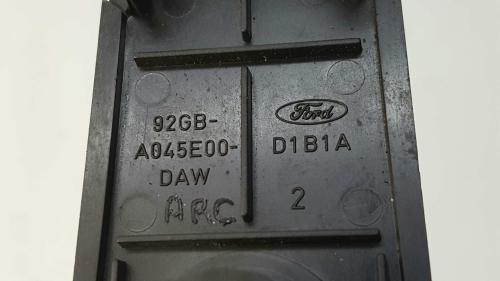 92GB-
A045E00-
DAW
ARC
Ford
D1B1A
2